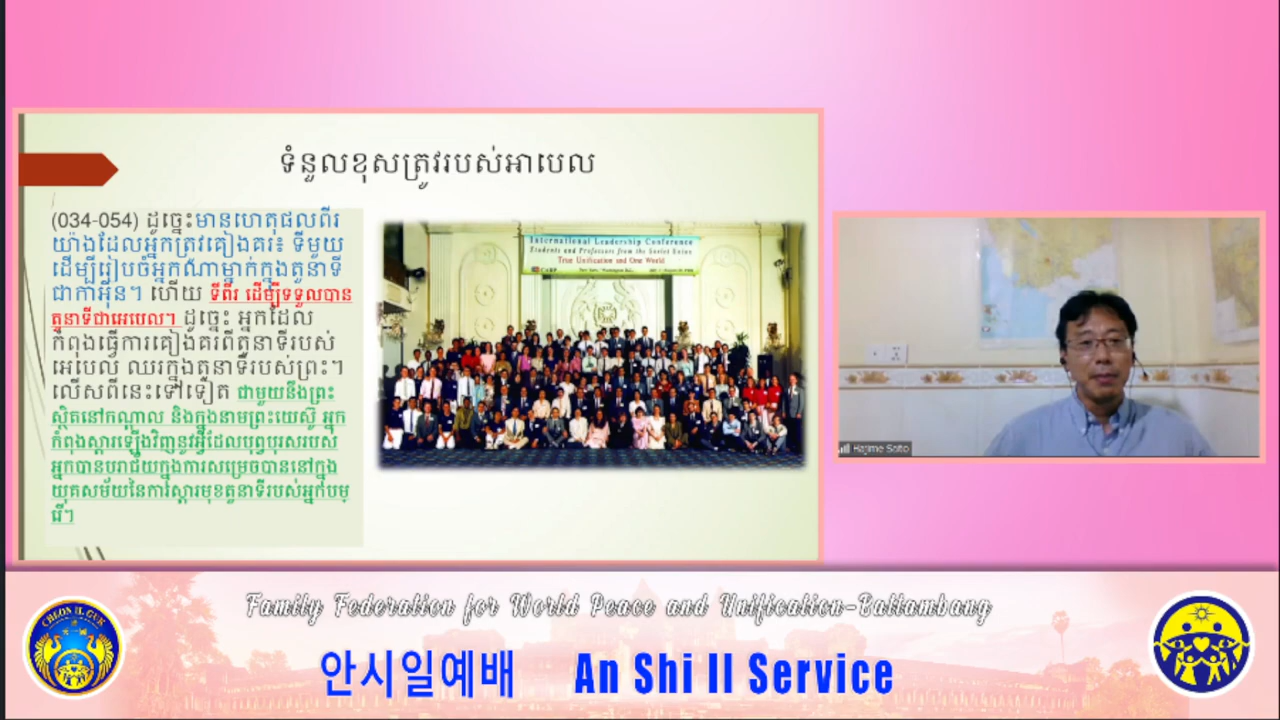 ទំនួលខុសត្រូវរបស់អាបេល
(034-054) ដូច្នេះមានហេតុផលពីរ
យ៉ាងដែលអ្នកត្រូវគៀងគរ៖ ទីមួយ
ដើម្បីរៀបចំអ្នកណាម្នាក់ក្នុងតួនាទី
ជាកាអ៊ីន។ ហើយ ទីពីរ ដើម្បីទទួលបាន
តួនាទីជាអេបេល។ ដូច្នេះ អ្នកដែល
កំពុងធ្វើការគៀងគរពីតួនាទីរបស់
អេបេល ឈរក្នុងតួនាទីរបស់ព្រះ។
លើសពីនេះទៅទៀត ជាមួយនឹងព្រះ
ស្ថិតនៅកណ្តាល និងក្នុងនាមព្រះយេស៊ូ អ្នក
កំពុងស្តារឡើងវិញនូវអ្វីដែលបុព្វបុរសរបស់
អ្នកបានបរាជ័យក្នុងការសម្រេចបាននៅក្នុង
យុគសម័យនៃការស្តារមុខតួនាទីរបស់អ្នកបម្
រើ។
International Leadership Conference
Students and Professors from the Soviet Union
True Unification and One World
CARP
Hajime Saito
Family Federation for World Peace and Unification-Battambang
CHEON IL GUK
안시일예배 An Shi Il Service